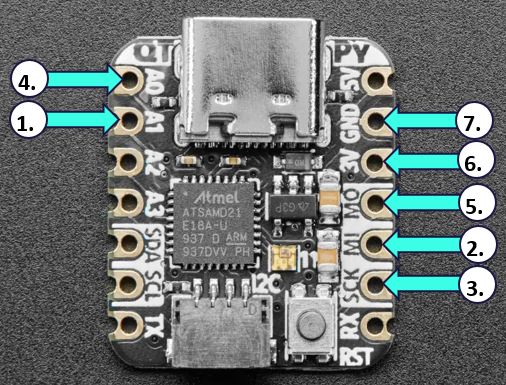 QT PY
4. A0 5V
1. A1 GND 7.
A2 3V 6.
A3 MO 5.
SDA MI 2.
SCL SCK 3.
TX RX
Atmel
ATSAMD21
E18A-U
937 D ARM
937DVV PH
I2C
RST